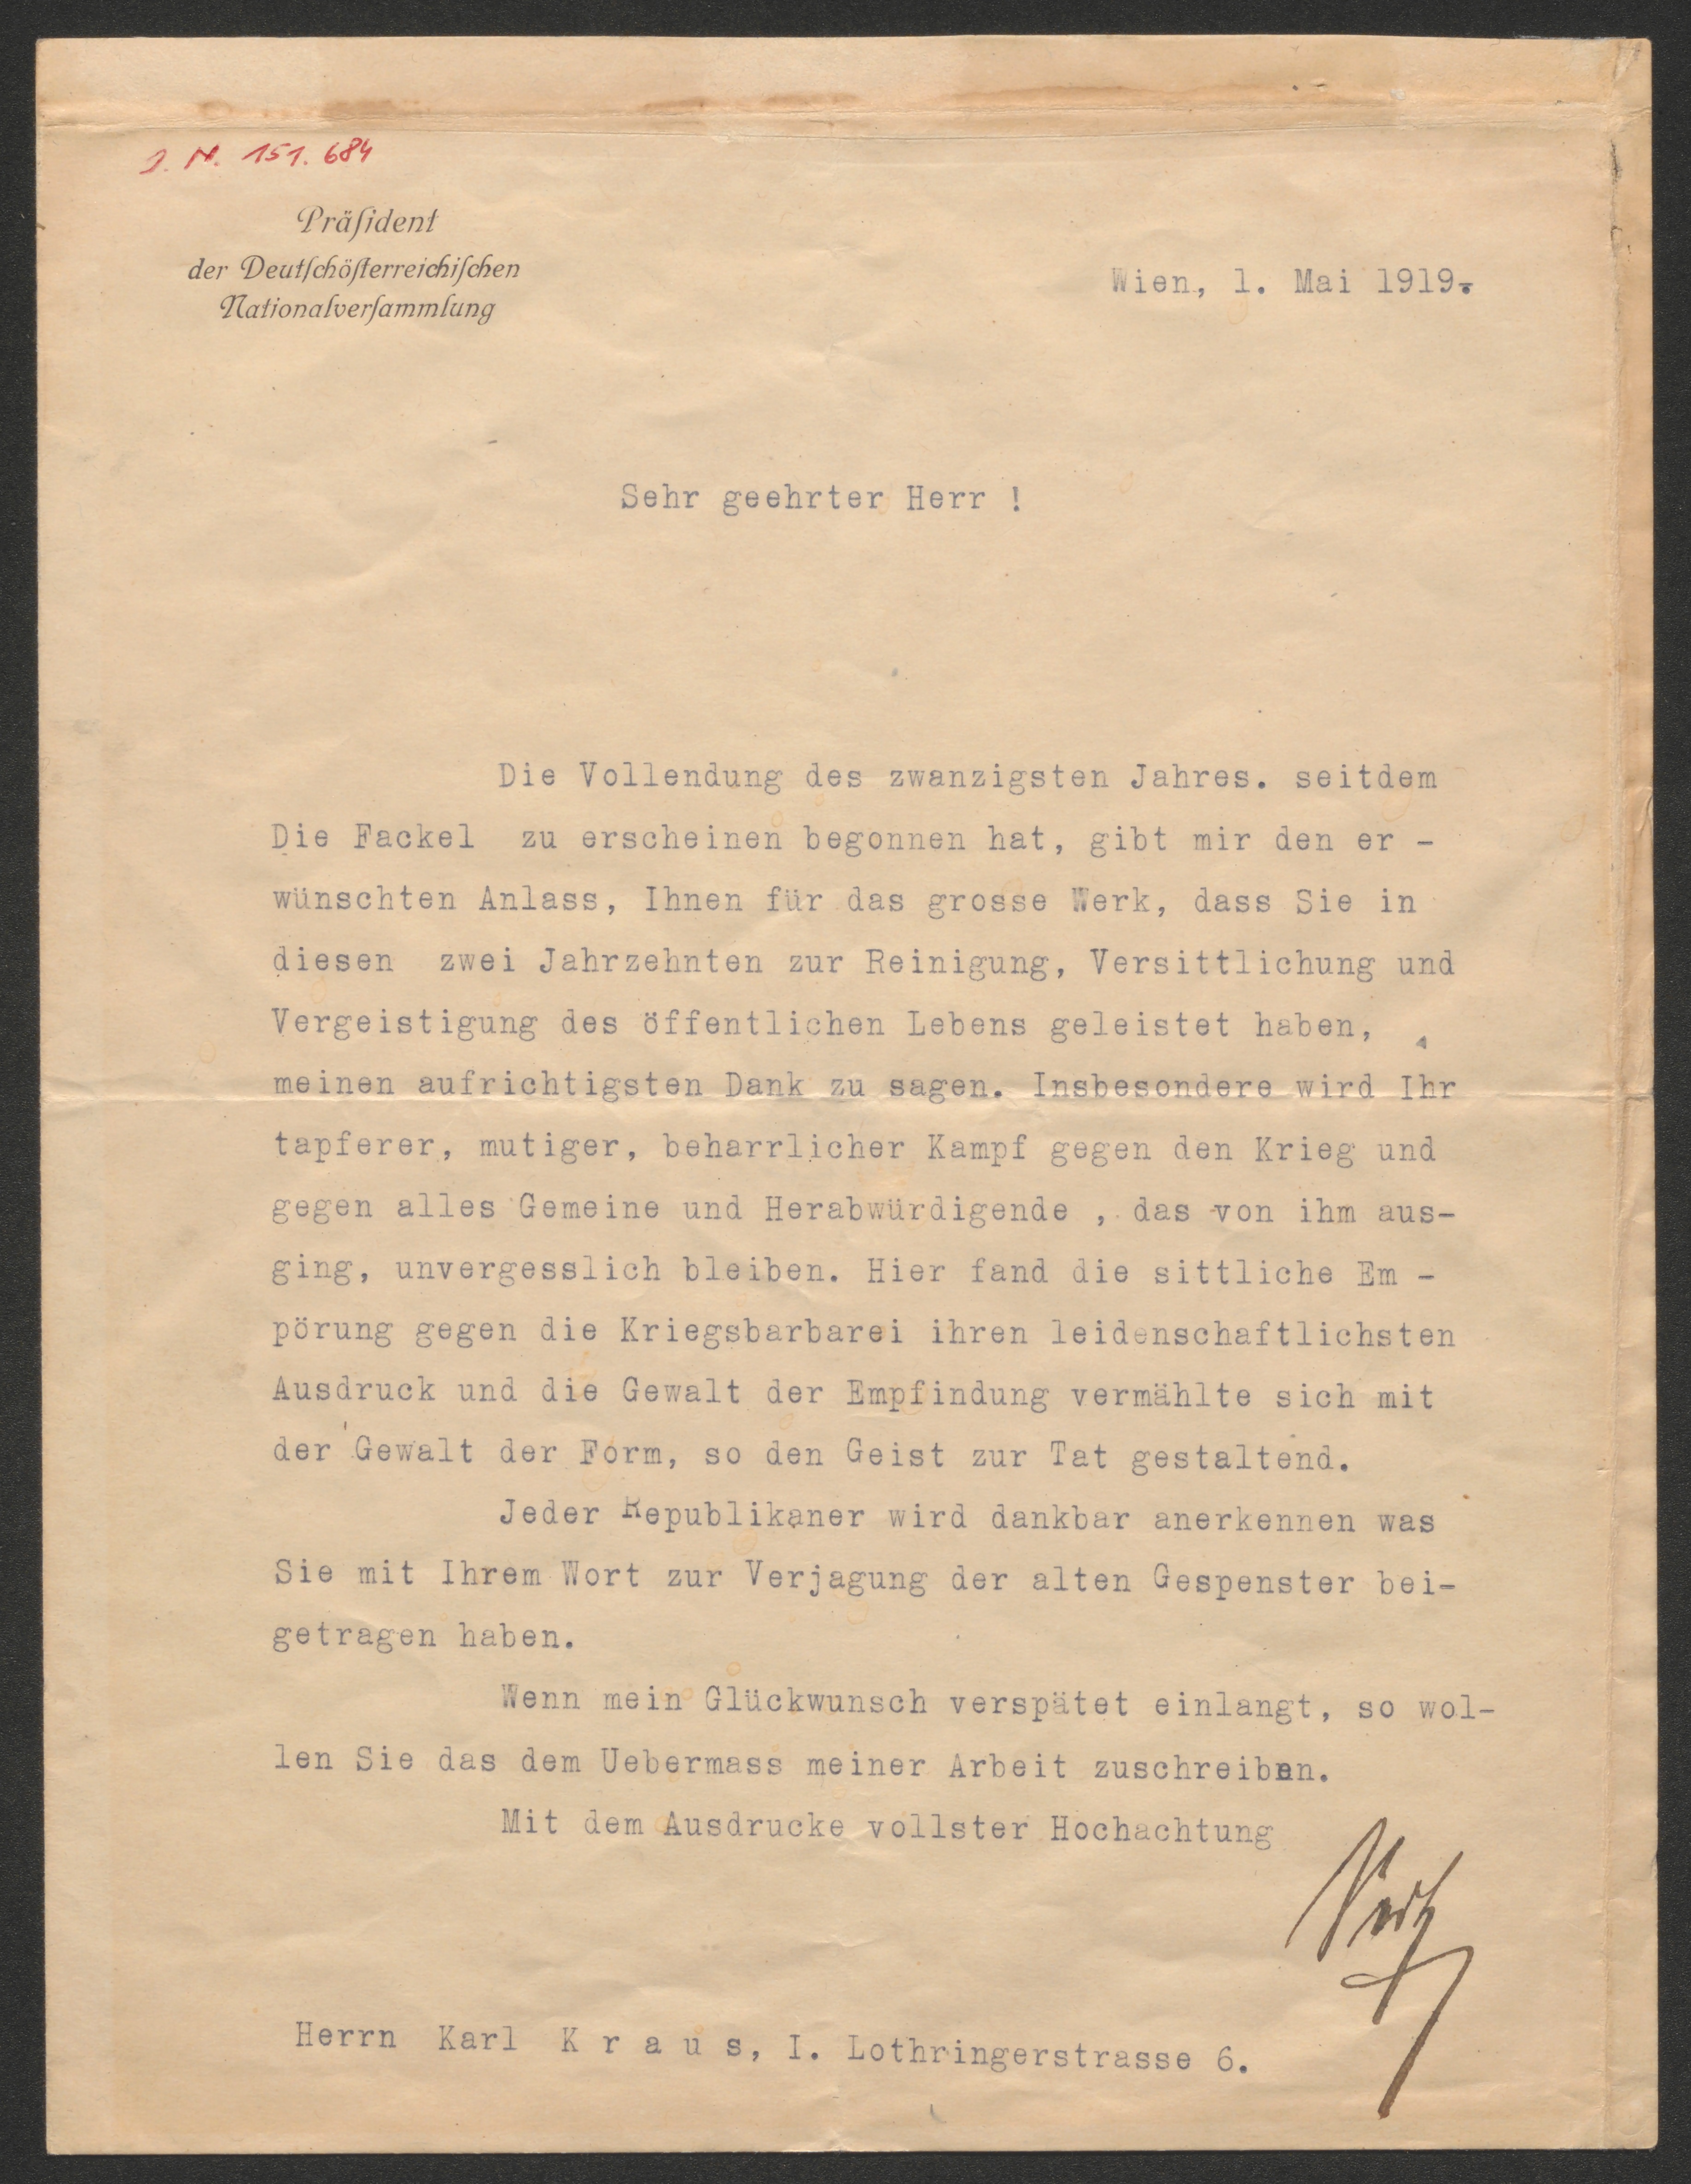 J. N. 151.684
Präſident
der Deutſchöſterreichiſchen
Nationalverſammlung
Wien, 1. Mai 1919.
Sehr geehrter Herr !
Die Vollendung des zwanzigsten Jahres. seitdem
Die Fackel zu erscheinen begonnen hat, gibt mir den er -
wünschten Anlass, Ihnen für das grosse Werk, dass Sie in
diesen zwei Jahrzehnten zur Reinigung, Versittlichung und
Vergeistigung des öffentlichen Lebens geleistet haben,
meinen aufrichtigsten Dank zu sagen. Insbesondere wird Ihr
tapferer, mutiger, beharrlicher Kampf gegen den Krieg und
gegen alles Gemeine und Herabwürdigende , das von ihm aus-
ging, unvergesslich bleiben. Hier fand die sittliche Em -
pörung gegen die Kriegsbarbarei ihren leidenschaftlichsten
Ausdruck und die Gewalt der Empfindung vermählte sich mit
der Gewalt der Form, so den Geist zur Tat gestaltend.
Jeder Republikaner wird dankbar anerkennen was
Sie mit Ihrem Wort zur Verjagung der alten Gespenster bei-
getragen haben.
Wenn mein Glückwunsch verspätet einlangt, so wol-
len Sie das dem Uebermass meiner Arbeit zuschreiben.
Mit dem Ausdrucke vollster Hochachtung
Seitz
Herrn Karl K r a u s, I. Lothringerstrasse 6.